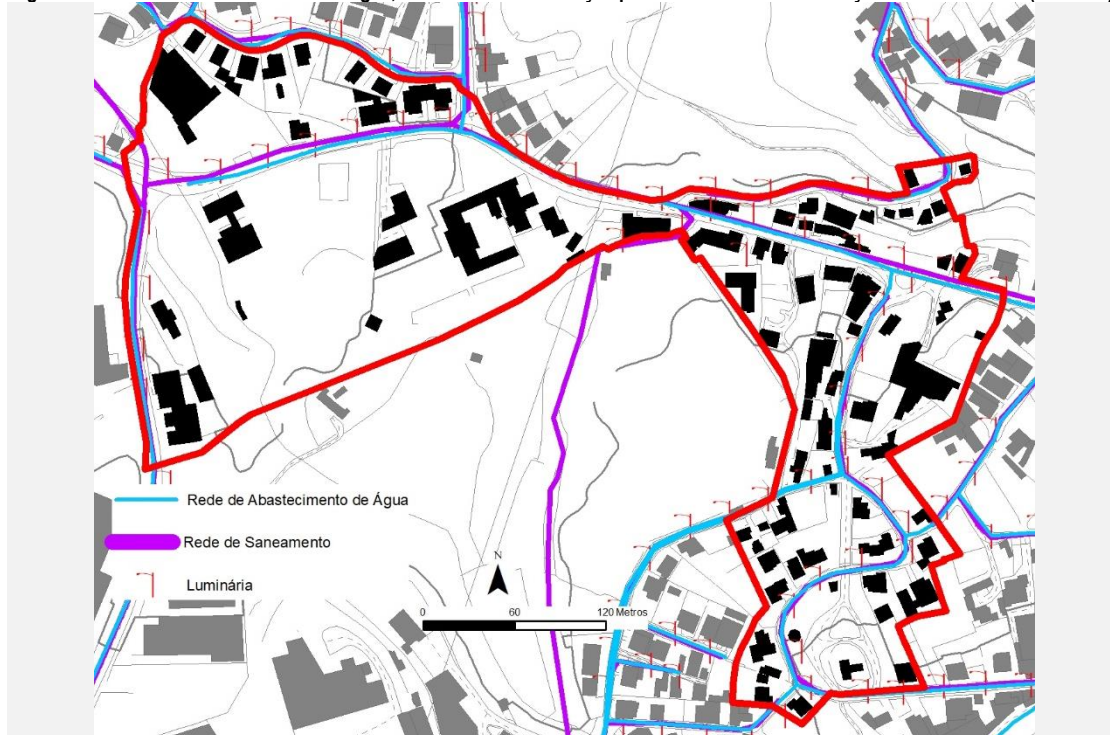 Rede de Abastecimento de Água
Rede de Saneamento
Luminária
N
0 60 120 Metros